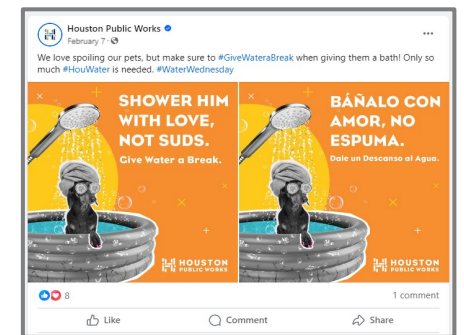 Houston Public Works
February 7 ·
We love spoiling our pets, but make sure to #GiveWateraBreak when giving them a bath! Only so
much #HouWater is needed. #WaterWednesday
SHOWER HIM
WITH LOVE,
NOT SUDS.
Give Water a Break.
HOUSTON
PUBLIC WORKS
BÁÑALO CON
AMOR, NO
ESPUMA.
Dale un Descanso al Agua.
HOUSTON
PUBLIC WORKS
8
1 comment
Like
Comment
Share